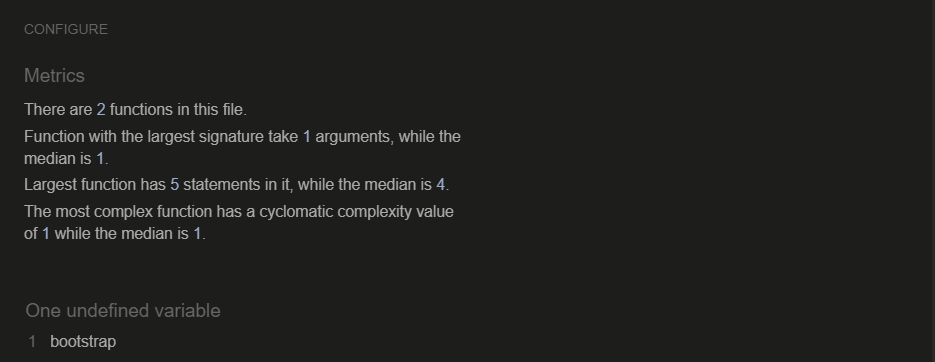 CONFIGURE
Metrics
There are 2 functions in this file.
Function with the largest signature take 1 arguments, while the
median is 1.
Largest function has 5 statements in it, while the median is 4.
The most complex function has a cyclomatic complexity value
of 1 while the median is 1.
One undefined variable
1 bootstrap